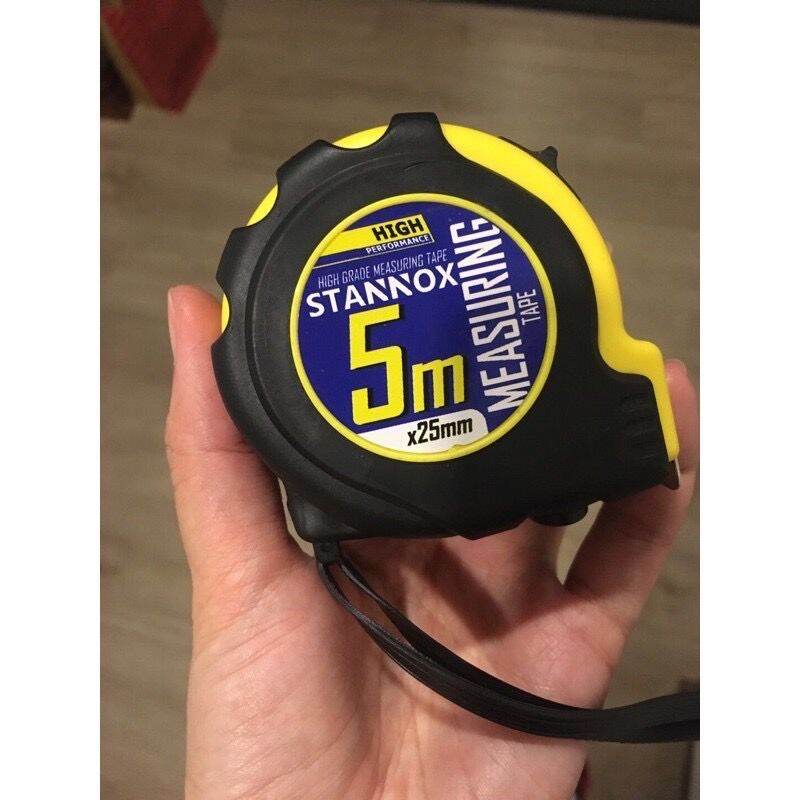 HIGH
PERFORMANCE
HIGH GRADE MEASURING TAPE
STANNOX
5m
x25mm
MEASURING
TAPE